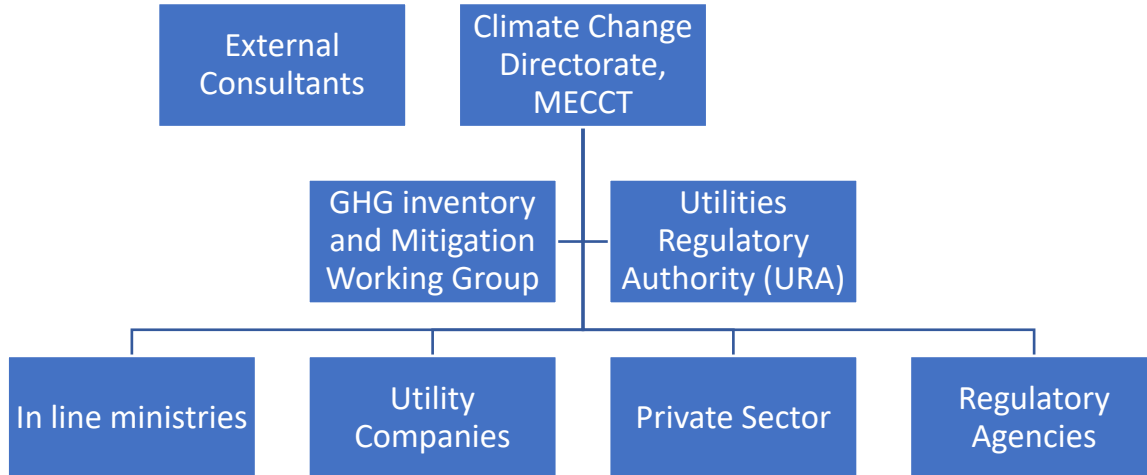 External
Consultants
Climate Change
Directorate,
MECCT
GHG inventory
and Mitigation
Working Group
Utilities
Regulatory
Authority (URA)
In line ministries
Utility
Companies
Private Sector
Regulatory
Agencies